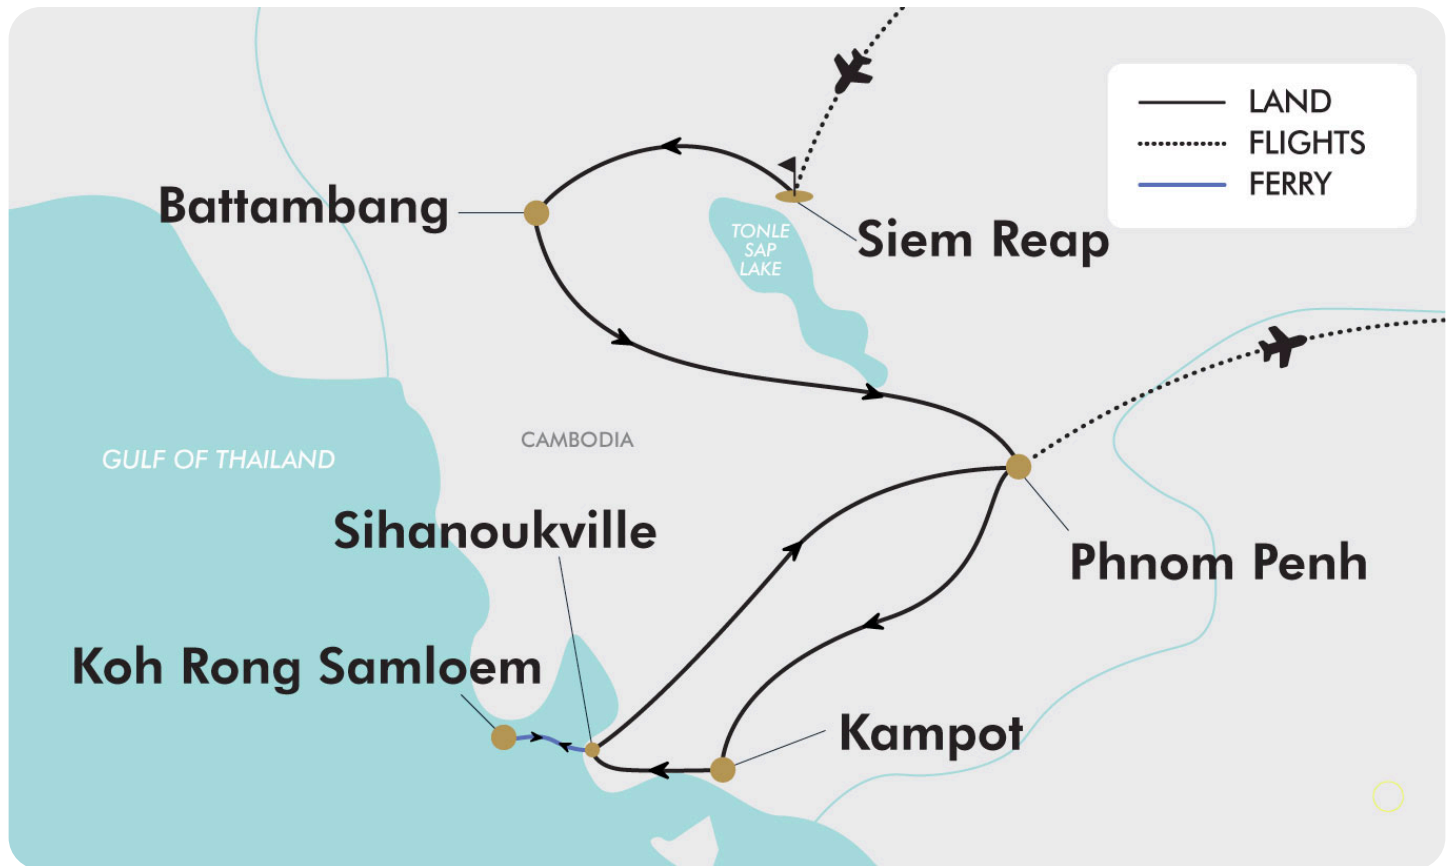 LAND
FLIGHTS
FERRY
Battambang
Siem Reap
TONLE
SAP
LAKE
CAMBODIA
GULF OF THAILAND
Sihanoukville
Phnom Penh
Koh Rong Samloem
Kampot